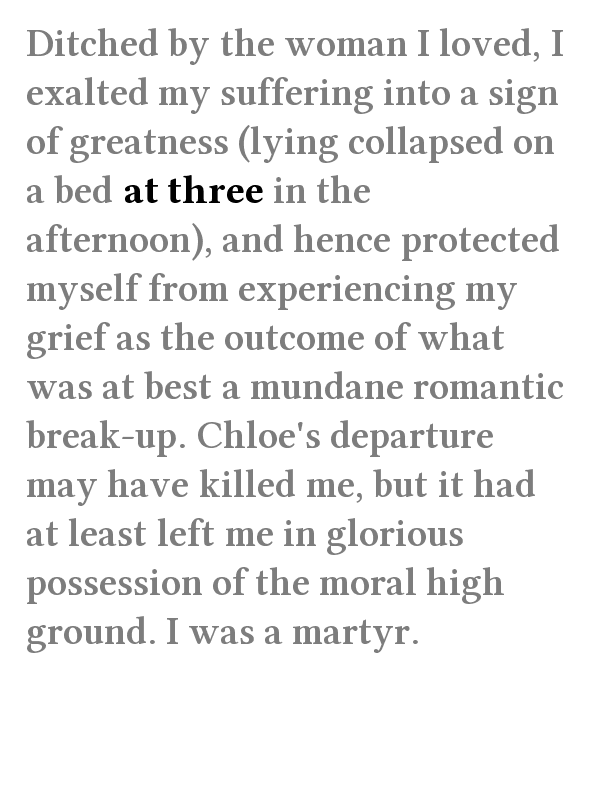 Ditched by the woman I loved, I
exalted my suffering into a sign
of greatness (lying collapsed on
a bed at three in the
afternoon), and hence protected
myself from experiencing my
grief as the outcome of what
was at best a mundane romantic
break-up. Chloe's departure
may have killed me, but it had
at least left me in glorious
possession of the moral high
ground. I was a martyr.